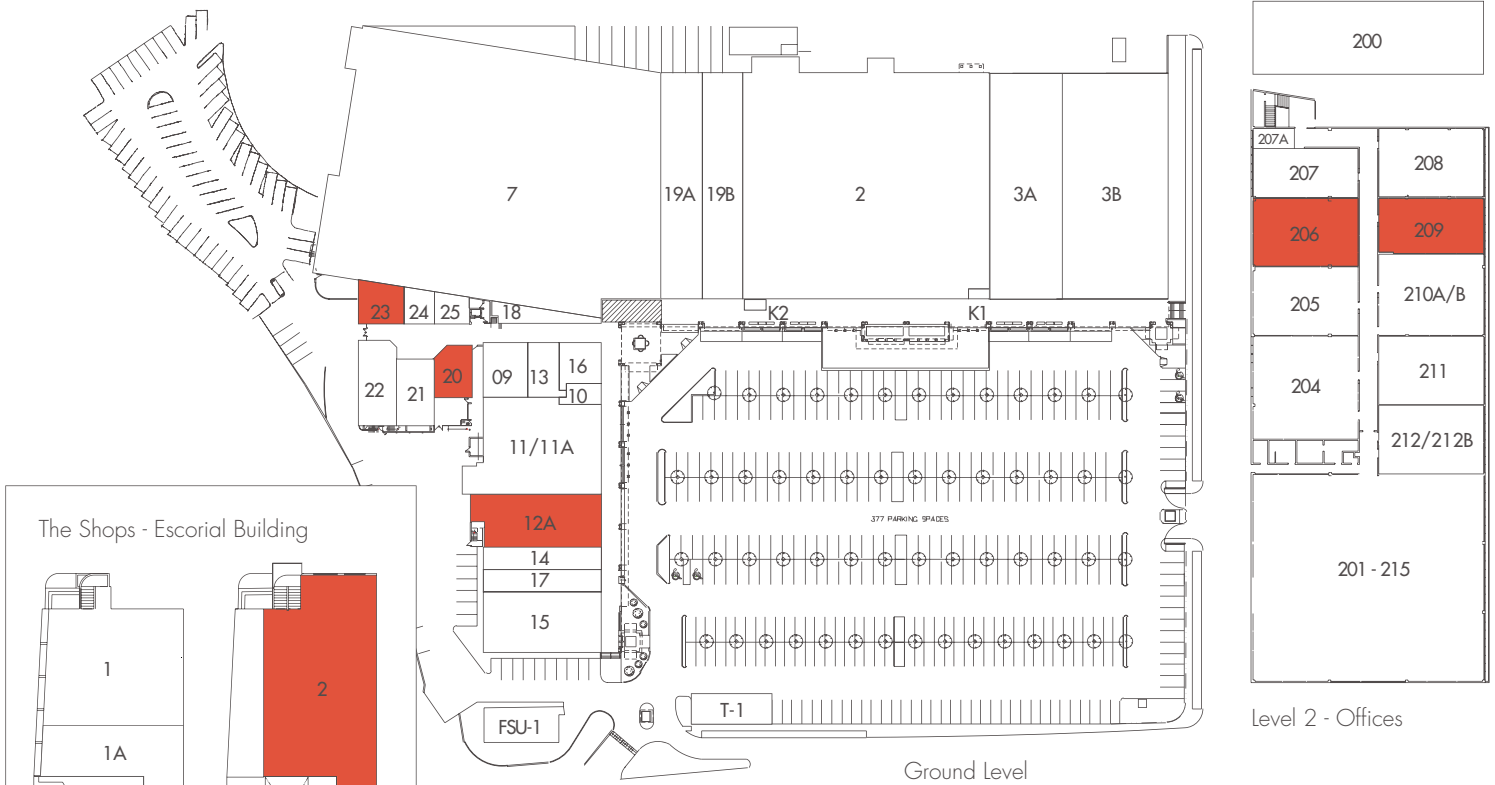 200
207A
207
208
206
209
205
210A/B
204
211
212/212B
201 - 215
Level 2 - Offices
7
19A
19B
2
3A
3B
23
24
25
18
K2
K1
22
21
20
09
13
16
10
11/11A
12A
14
17
15
377 PARKING SPACES
T-1
FSU-1
Ground Level
The Shops - Escorial Building
1
2
1A